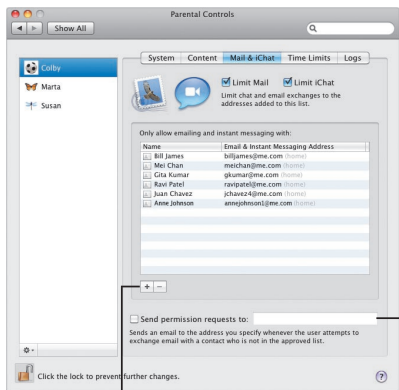 Parental Controls
Show All
System Content Mail & iChat Time Limits Logs
Colby
Marta
Susan
Limit Mail Limit iChat
Limit chat and email exchanges to the
addresses added to this list.
Only allow emailing and instant messaging with:
Name Email & Instant Messaging Address
Bill James billjames@me.com (home)
Mei Chan meichan@me.com (home)
Gita Kumar gkumar@me.com (home)
Ravi Patel ravipatel@me.com (home)
Juan Chavez jchavez4@me.com (home)
Anne Johnson annejohnson1@me.com (home)
+ −
Send permission requests to:
Sends an email to the address you specify whenever the user attempts to
exchange email with a contact who is not in the approved list.
Click the lock to prevent further changes.
?